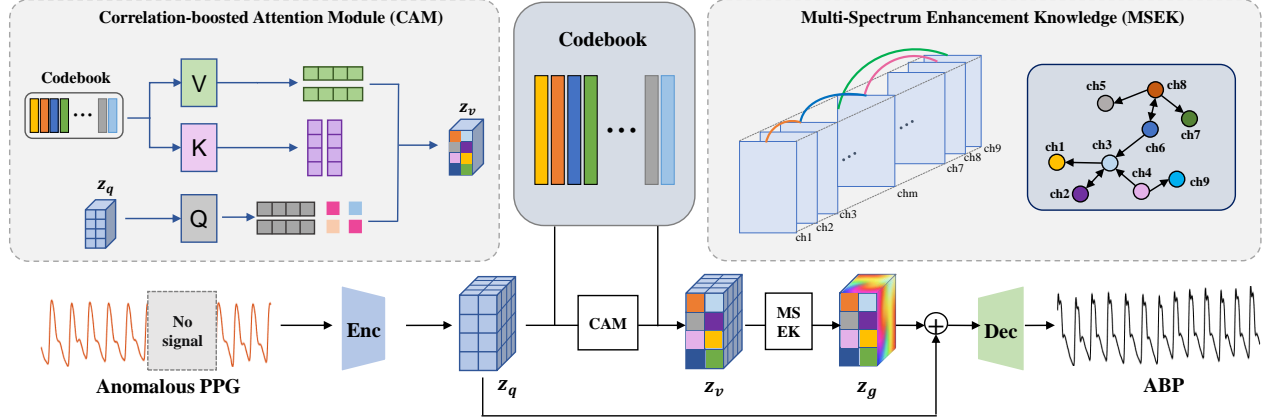 Correlation-boosted Attention Module (CAM)
Codebook
V
K
z_q
Q
z_v
Codebook
Multi-Spectrum Enhancement Knowledge (MSEK)
ch1
ch2
ch3
chm
ch7
ch8
ch9
ch5
ch8
ch7
ch6
ch1
ch3
ch4
ch9
ch2
No
signal
Anomalous PPG
Enc
z_q
CAM
z_v
MS
EK
z_g
Dec
ABP